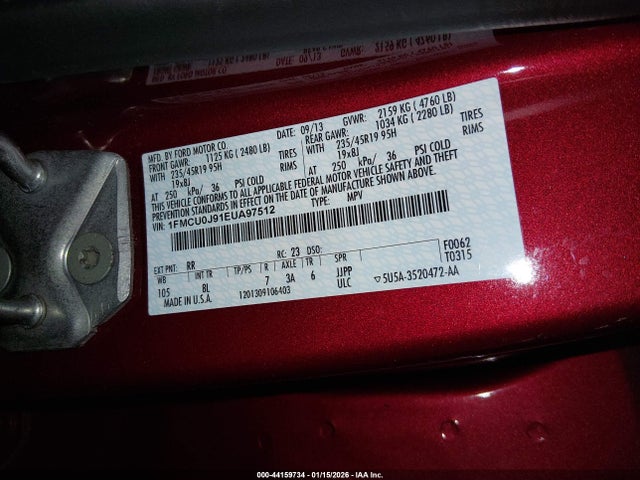 MFD. BY FORD MOTOR CO.
DATE: 09/13 GVWR: 2159 KG ( 4760 LB)
FRONT GAWR: 1125 KG ( 2480 LB) REAR GAWR: 1034 KG ( 2280 LB)
WITH 235/45R19 95H TIRES WITH 235/45R19 95H TIRES
19x8J RIMS 19x8J RIMS
AT 250 kPa/ 36 PSI COLD AT 250 kPa/ 36 PSI COLD
THIS VEHICLE CONFORMS TO ALL APPLICABLE FEDERAL MOTOR VEHICLE SAFETY AND THEFT
PREVENTION STANDARDS IN EFFECT ON THE DATE OF MANUFACTURE SHOWN ABOVE.
VIN: 1FMCU0J91EUA97512 TYPE: MPV
EXT PNT: RR RC: 23 DSO: F0062
WB INT TR TP/PS R AXLE TR SPR T0315
105 BL 7 3A 6 JJPP
MADE IN U.S.A. ULC 5U5A-3520472-AA
1201309106403
000-44159734 - 01/15/2026 - IAA Inc.